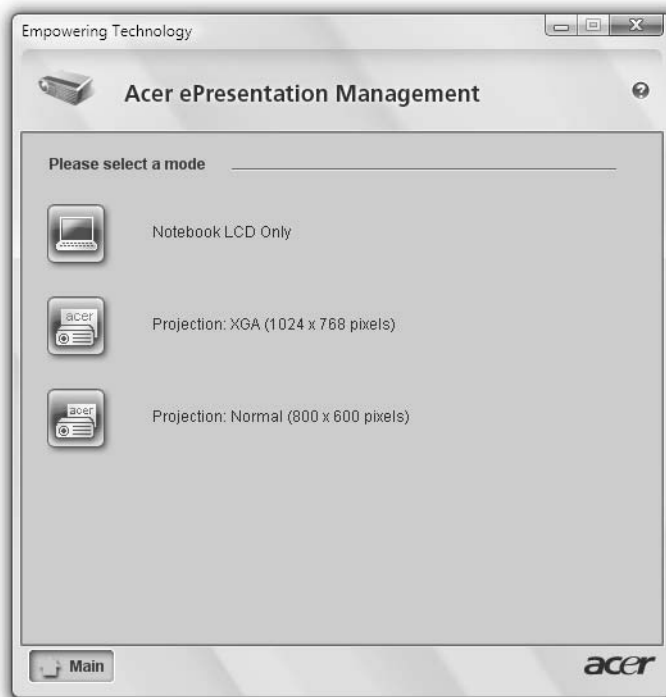 Empowering Technology
Acer ePresentation Management
Please select a mode
Notebook LCD Only
acer
Projection: XGA (1024 x 768 pixels)
acer
Projection: Normal (800 x 600 pixels)
Main
acer